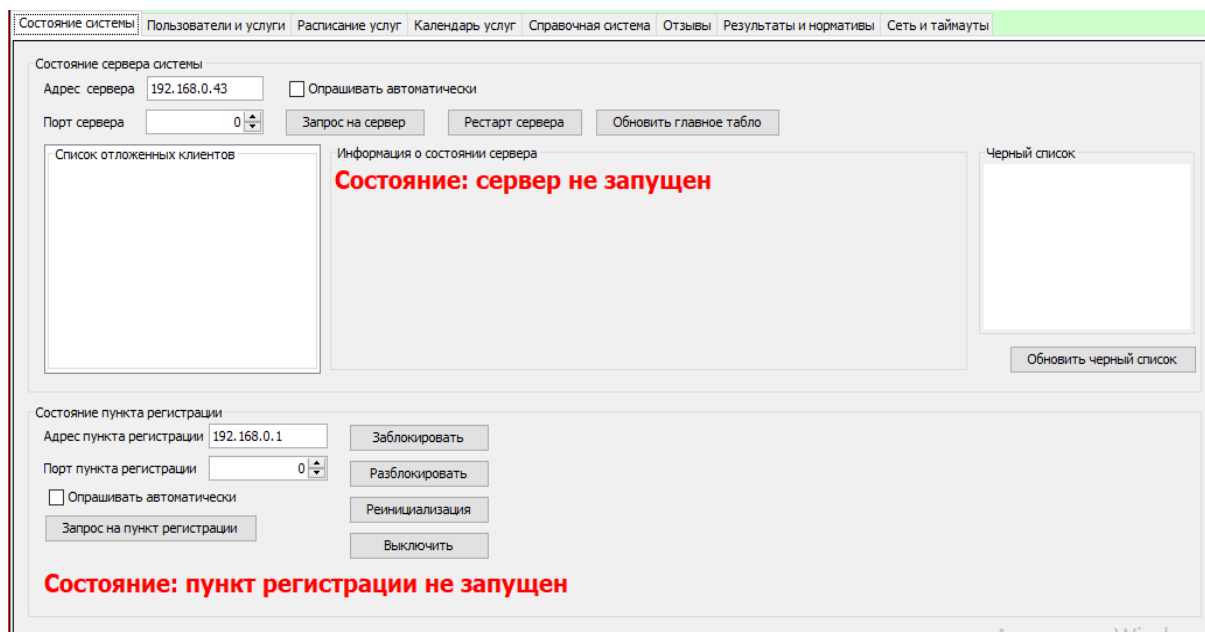 Состояние системы Пользователи и услуги Расписание услуг Календарь услуг Справочная система Отзывы Результаты и нормативы Сеть и таймауты
Состояние сервера системы
Адрес сервера 192.168.0.43 Опрашивать автоматически
Порт сервера 0 Запрос на сервер Рестарт сервера Обновить главное табло
Список отложенных клиентов Информация о состоянии сервера Черный список
Состояние: сервер не запущен
Обновить черный список
Состояние пункта регистрации
Адрес пункта регистрации 192.168.0.1 Заблокировать
Порт пункта регистрации 0 Разблокировать
Опрашивать автоматически
Реинициализация
Запрос на пункт регистрации
Выключить
Состояние: пункт регистрации не запущен